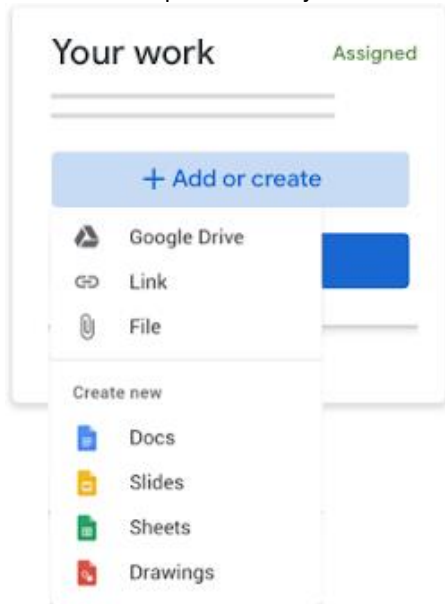 Your work
Assigned
+ Add or create
Google Drive
Link
File
Create new
Docs
Slides
Sheets
Drawings